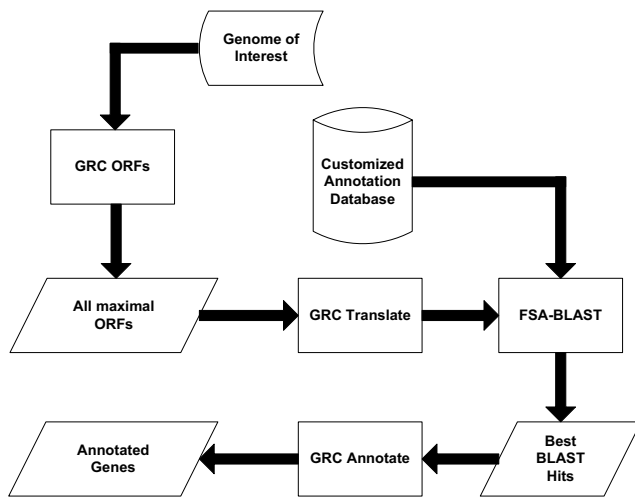 Genome of
Interest
GRC ORFs
Customized
Annotation
Database
All maximal
ORFs
GRC Translate
FSA-BLAST
Annotated
Genes
GRC Annotate
Best
BLAST
Hits